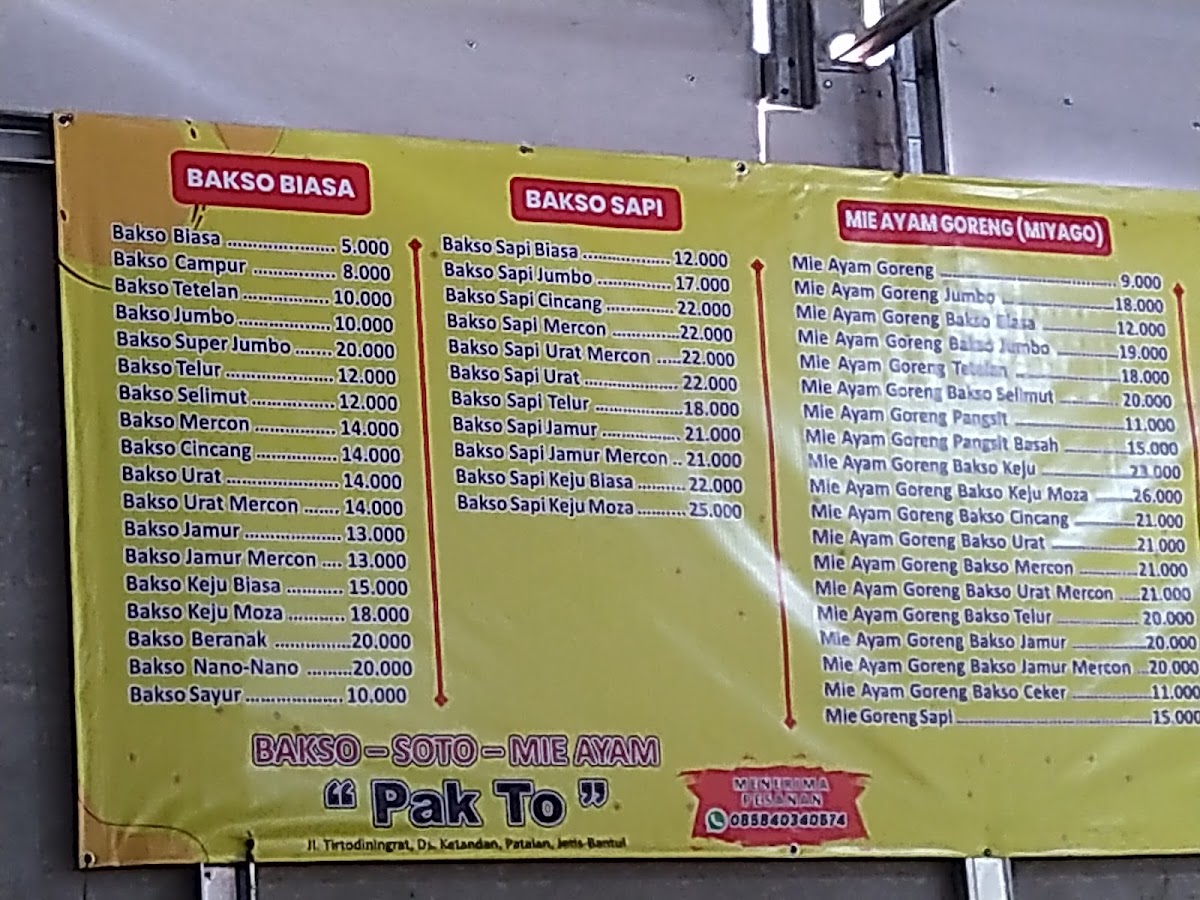 BAKSO BIASA
Bakso Biasa ..................... 5.000
Bakso Campur ................ 8.000
Bakso Tetelan ................. 10.000
Bakso Jumbo .................. 10.000
Bakso Super Jumbo ....... 20.000
Bakso Telur ..................... 12.000
Bakso Selimut ................ 12.000
Bakso Mercon ................ 14.000
Bakso Cincang ................ 14.000
Bakso Urat ...................... 14.000
Bakso Urat Mercon ....... 14.000
Bakso Jamur ................... 13.000
Bakso Jamur Mercon .... 13.000
Bakso Keju Biasa ........... 15.000
Bakso Keju Moza ........... 18.000
Bakso Beranak ............... 20.000
Bakso Nano-Nano ......... 20.000
Bakso Sayur ................... 10.000
BAKSO SAPI
Bakso Sapi Biasa ................. 12.000
Bakso Sapi Jumbo .............. 17.000
Bakso Sapi Cincang ............. 22.000
Bakso Sapi Mercon ............ 22.000
Bakso Sapi Urat Mercon ..... 22.000
Bakso Sapi Urat .................. 22.000
Bakso Sapi Telur ................. 18.000
Bakso Sapi Jamur ................ 21.000
Bakso Sapi Jamur Mercon .. 21.000
Bakso Sapi Keju Biasa ......... 22.000
Bakso Sapi Keju Moza .......... 25.000
MIE AYAM GORENG (MIYAGO)
Mie Ayam Goreng ..................... 9.000
Mie Ayam Goreng Jumbo ............ 18.000
Mie Ayam Goreng Bakso Biasa ............ 12.000
Mie Ayam Goreng Bakso Jumbo ......... 19.000
Mie Ayam Goreng Tetelan ............ 18.000
Mie Ayam Goreng Bakso Selimut ......... 20.000
Mie Ayam Goreng Pangsit ............ 11.000
Mie Ayam Goreng Pangsit Basah ......... 15.000
Mie Ayam Goreng Bakso Keju ............ 23.000
Mie Ayam Goreng Bakso Keju Moza ...... 26.000
Mie Ayam Goreng Bakso Cincang ......... 21.000
Mie Ayam Goreng Bakso Urat ............ 21.000
Mie Ayam Goreng Bakso Mercon ......... 21.000
Mie Ayam Goreng Bakso Urat Mercon .... 21.000
Mie Ayam Goreng Bakso Telur ............ 20.000
Mie Ayam Goreng Bakso Jamur ............ 20.000
Mie Ayam Goreng Bakso Jamur Mercon ... 20.000
Mie Ayam Goreng Bakso Ceker ............ 11.000
Mie Goreng Sapi ........................ 15.000
BAKSO – SOTO – MIE AYAM
“ Pak To ”
Jl. Tirtodiningrat, Ds. Ketandan, Patalan, Jetis-Bantul
MENERIMA
PESANAN
085840340574